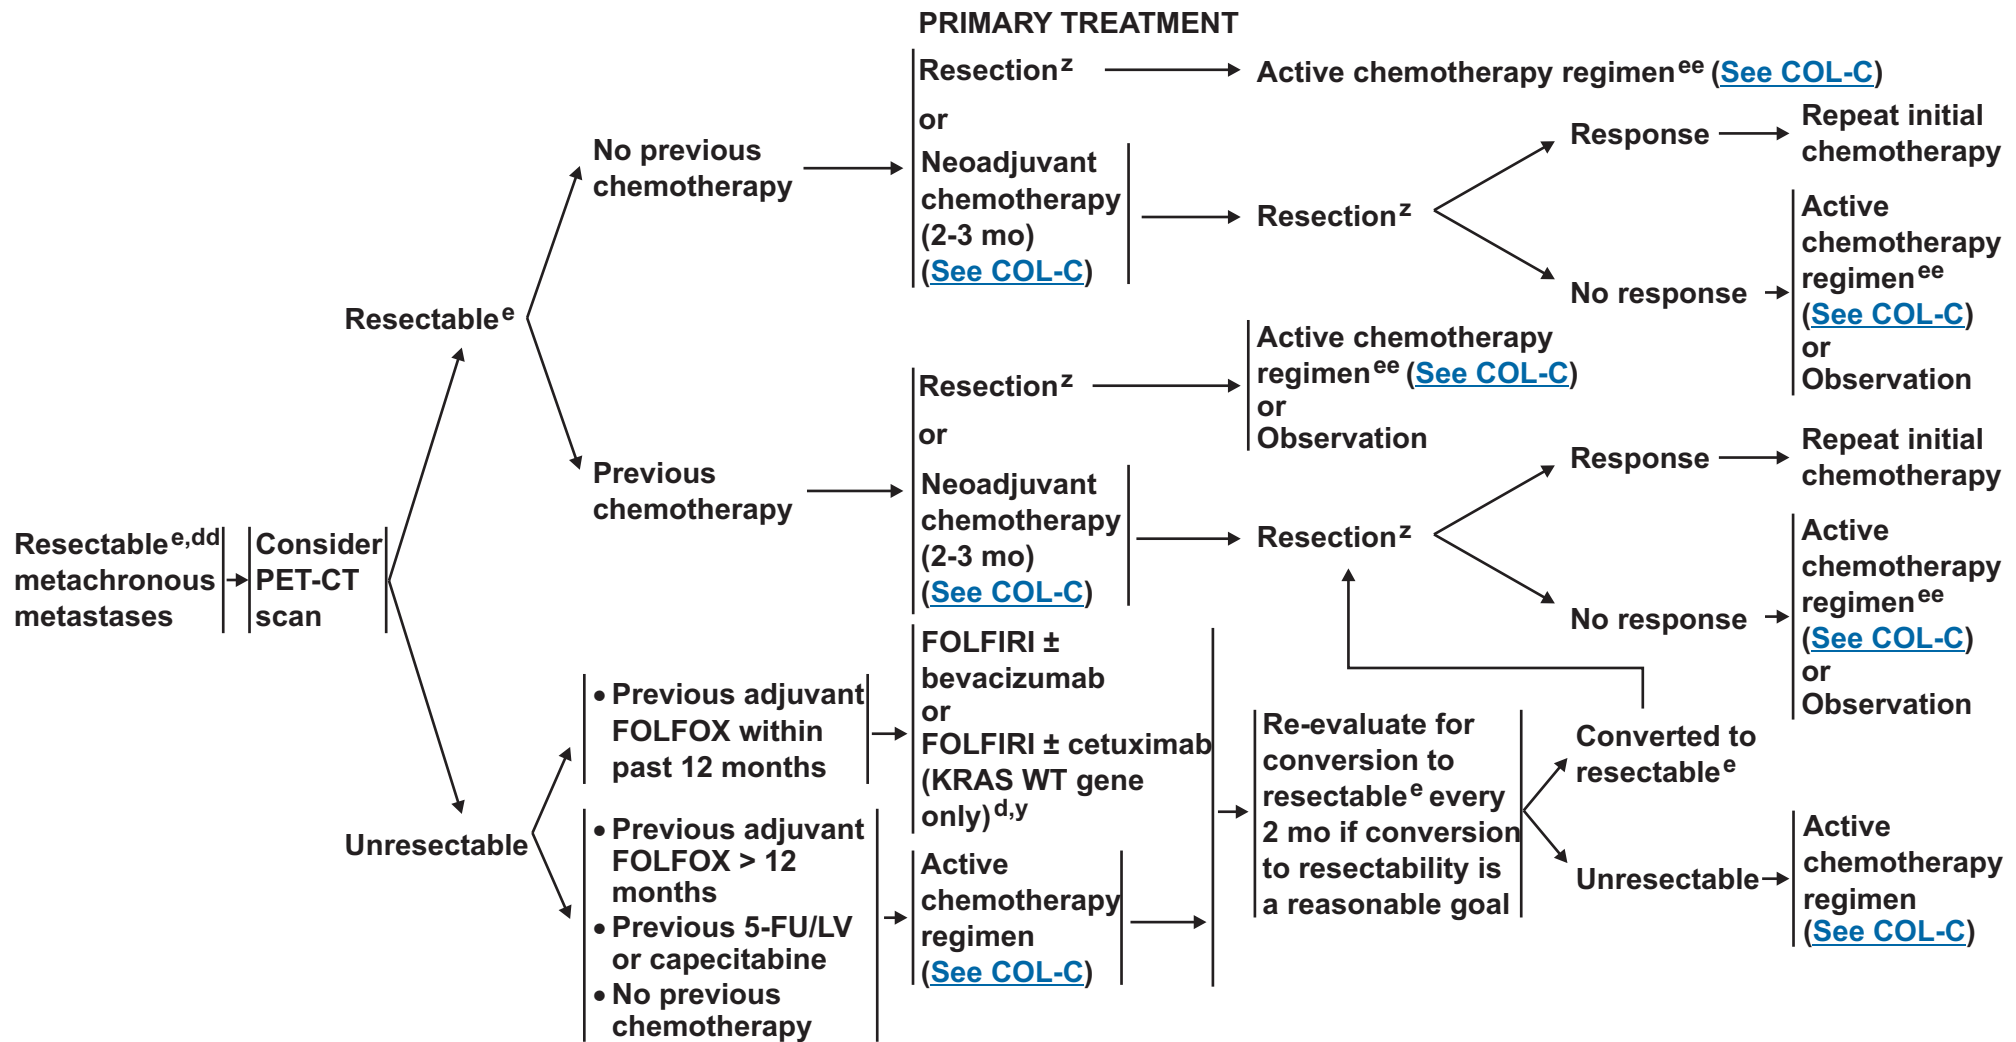 PRIMARY TREATMENT
Resectable e,dd
metachronous
metastases
Consider
PET-CT
scan
Resectable e
No previous
chemotherapy
Resection z
or
Neoadjuvant
chemotherapy
(2-3 mo)
(See COL-C)
Active chemotherapy regimen ee (See COL-C)
Resection z
Response
Repeat initial
chemotherapy
No response
Active
chemotherapy
regimen ee
(See COL-C)
or
Observation
Previous
chemotherapy
Resection z
or
Neoadjuvant
chemotherapy
(2-3 mo)
(See COL-C)
Active chemotherapy
regimen ee (See COL-C)
or
Observation
Resection z
Response
Repeat initial
chemotherapy
No response
Active
chemotherapy
regimen ee
(See COL-C)
or
Observation
Unresectable
• Previous adjuvant
FOLFOX within
past 12 months
FOLFIRI ±
bevacizumab
or
FOLFIRI ± cetuximab
(KRAS WT gene
only) d,y
• Previous adjuvant
FOLFOX > 12
months
• Previous 5-FU/LV
or capecitabine
• No previous
chemotherapy
Active
chemotherapy
regimen
(See COL-C)
Re-evaluate for
conversion to
resectable e every
2 mo if conversion
to resectability is
a reasonable goal
Converted to
resectable e
Unresectable
Active
chemotherapy
regimen
(See COL-C)